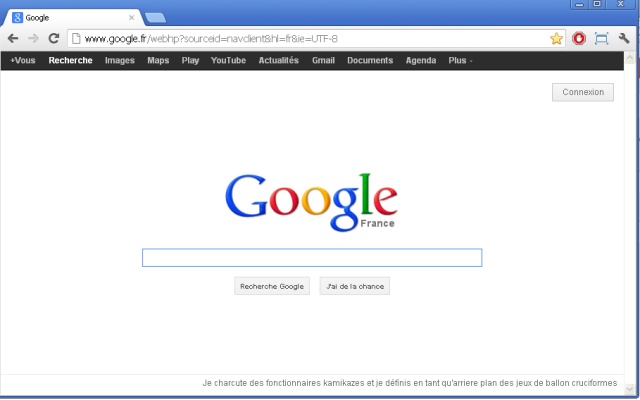 Google
www.google.fr/webhp?sourceid=navclient&hl=fr&ie=UTF-8
+Vous Recherche Images Maps Play YouTube Actualités Gmail Documents Agenda Plus
Connexion
Google
France
Recherche Google J'ai de la chance
Je charcute des fonctionnaires kamikazes et je définis en tant qu'arriere plan des jeux de ballon cruciformes